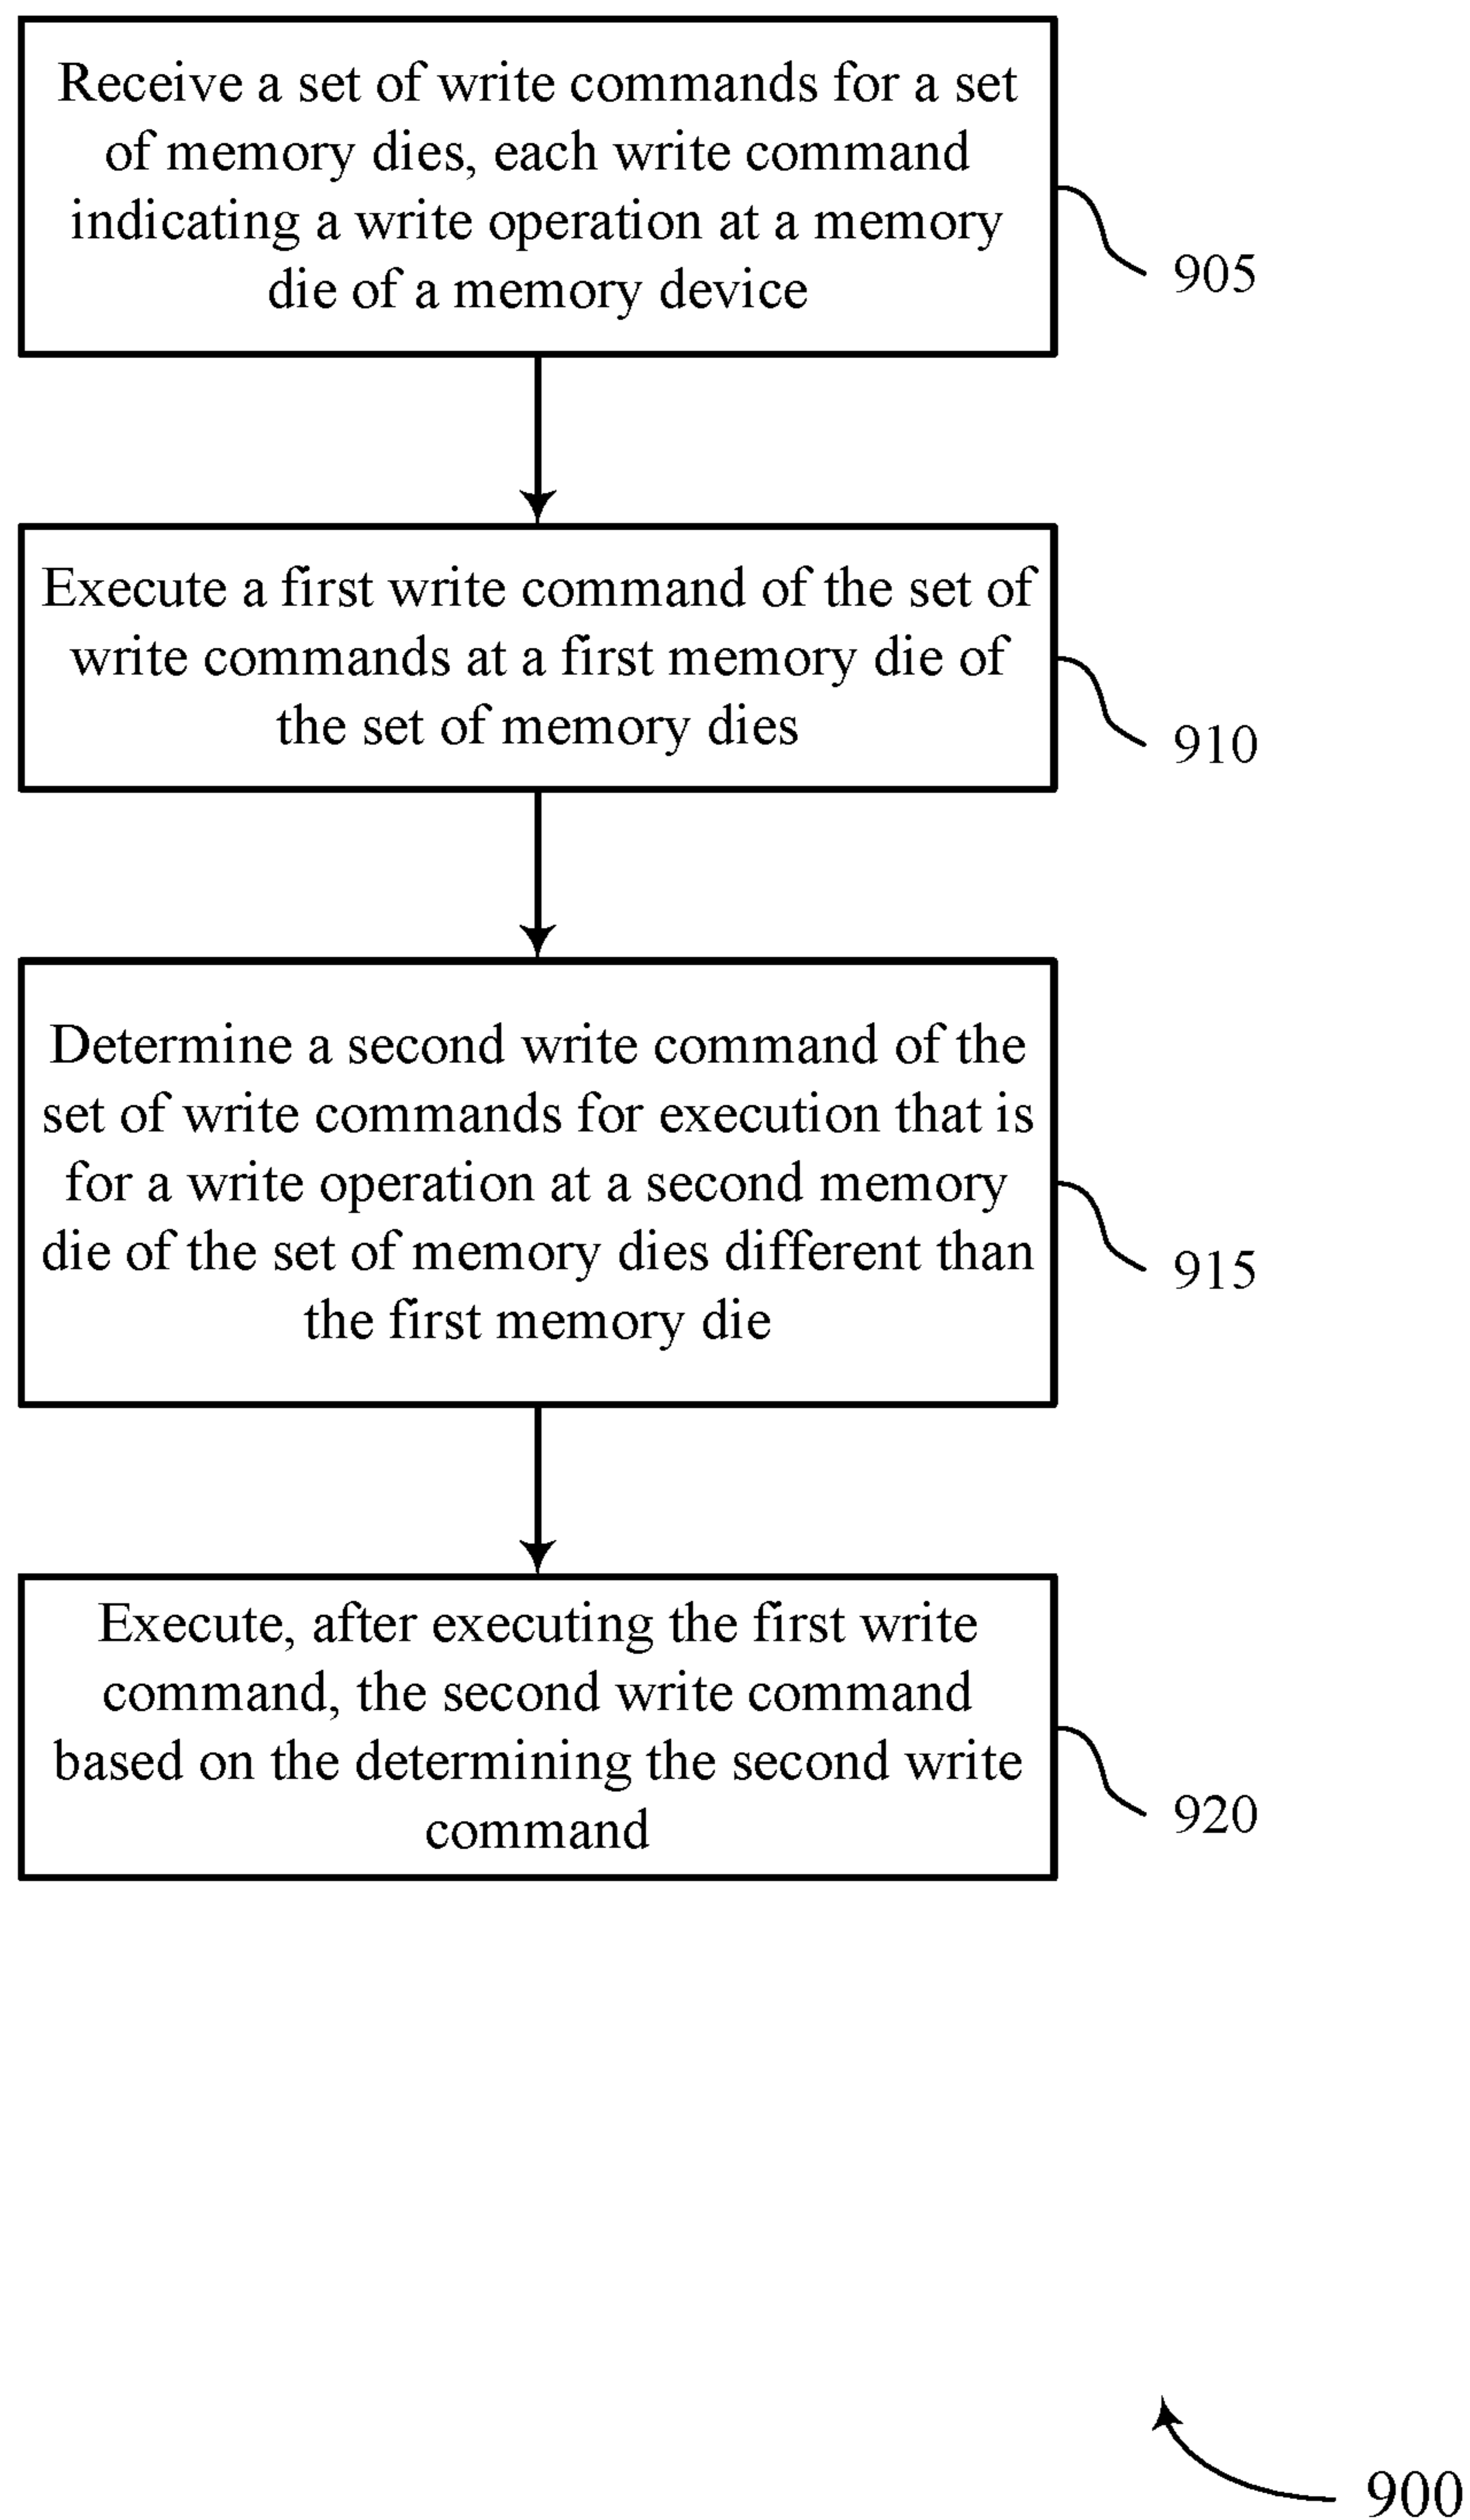 Receive a set of write commands for a set
of memory dies, each write command
indicating a write operation at a memory
die of a memory device
905
Execute a first write command of the set of
write commands at a first memory die of
the set of memory dies
910
Determine a second write command of the
set of write commands for execution that is
for a write operation at a second memory
die of the set of memory dies different than
the first memory die
915
Execute, after executing the first write
command, the second write command
based on the determining the second write
command
920
900